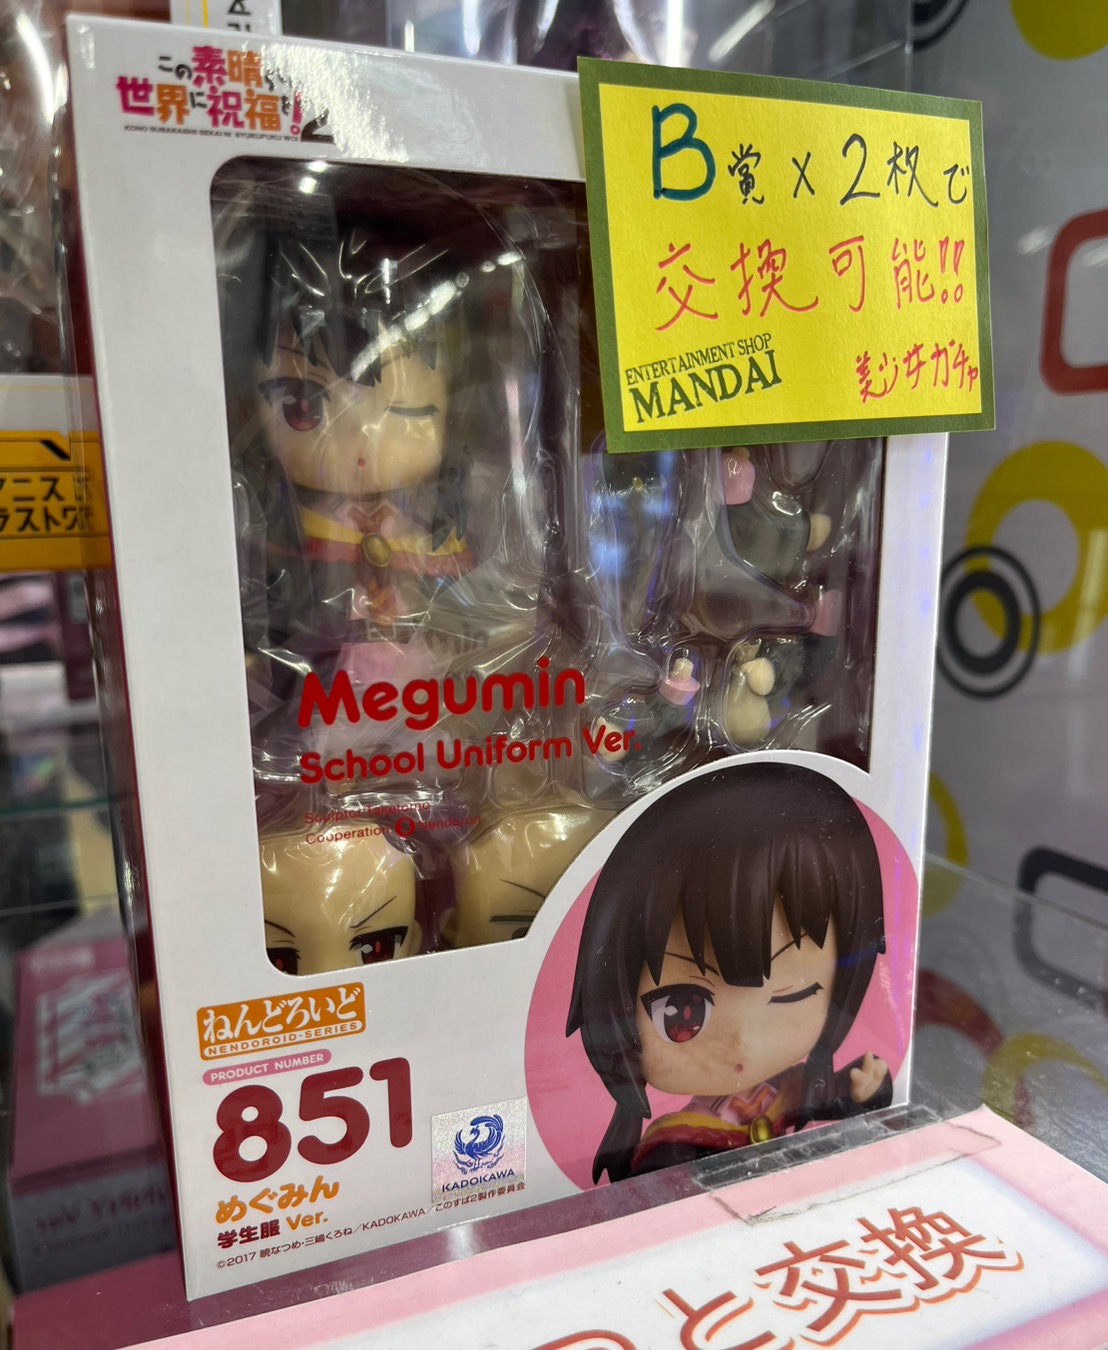 この素晴らしい
世界に祝福を!2
KONO SUBARASHII SEKAI NI SYUKUFUKU WO!
B賞×2枚で
交換可能!!
ENTERTAINMENT SHOP
MANDAI
美少女ガチャ
Megumin
School Uniform Ver.
Cooperation
Nendoron
ねんどろいど
NENDOROID-SERIES
PRODUCT NUMBER
851
めぐみん
学生服 Ver.
KADOKAWA
©2017 暁なつめ・三嶋くろね/KADOKAWA/このすば2製作委員会
と交換